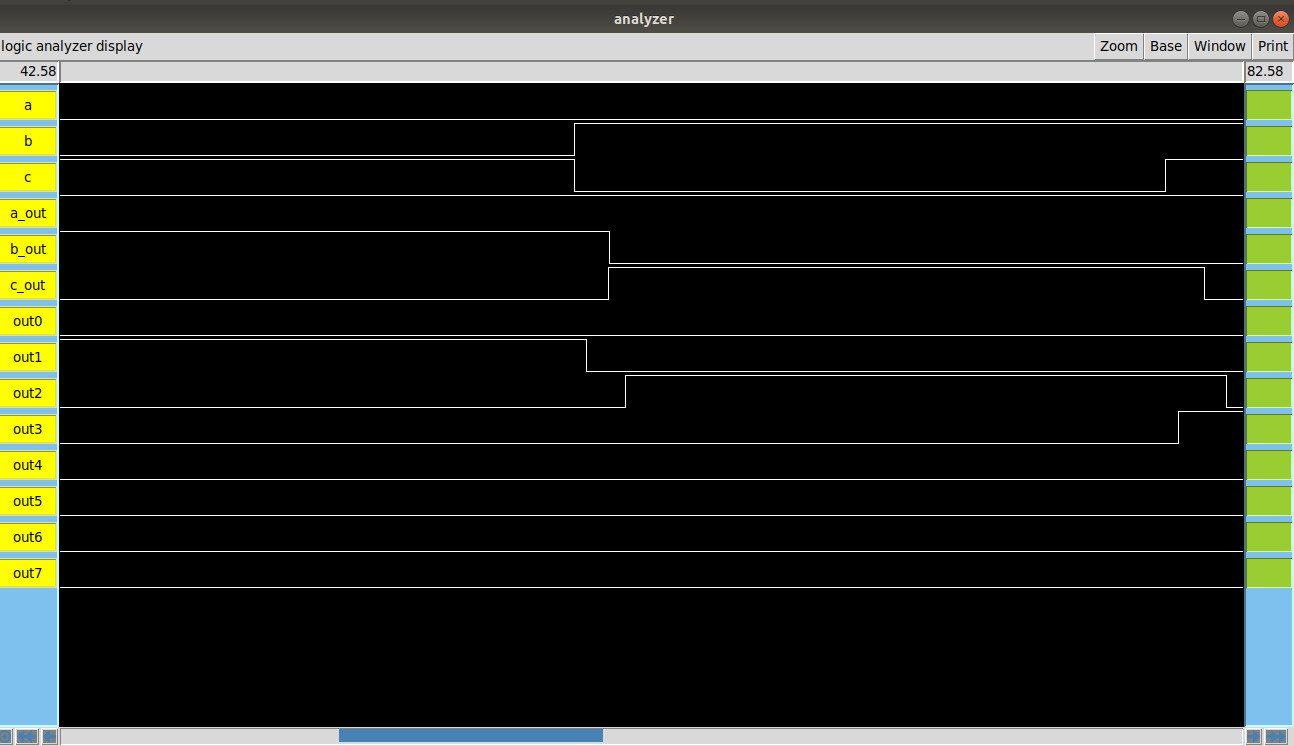 analyzer
logic analyzer display Zoom Base Window Print
42.58 82.58
a
b
c
a_out
b_out
c_out
out0
out1
out2
out3
out4
out5
out6
out7